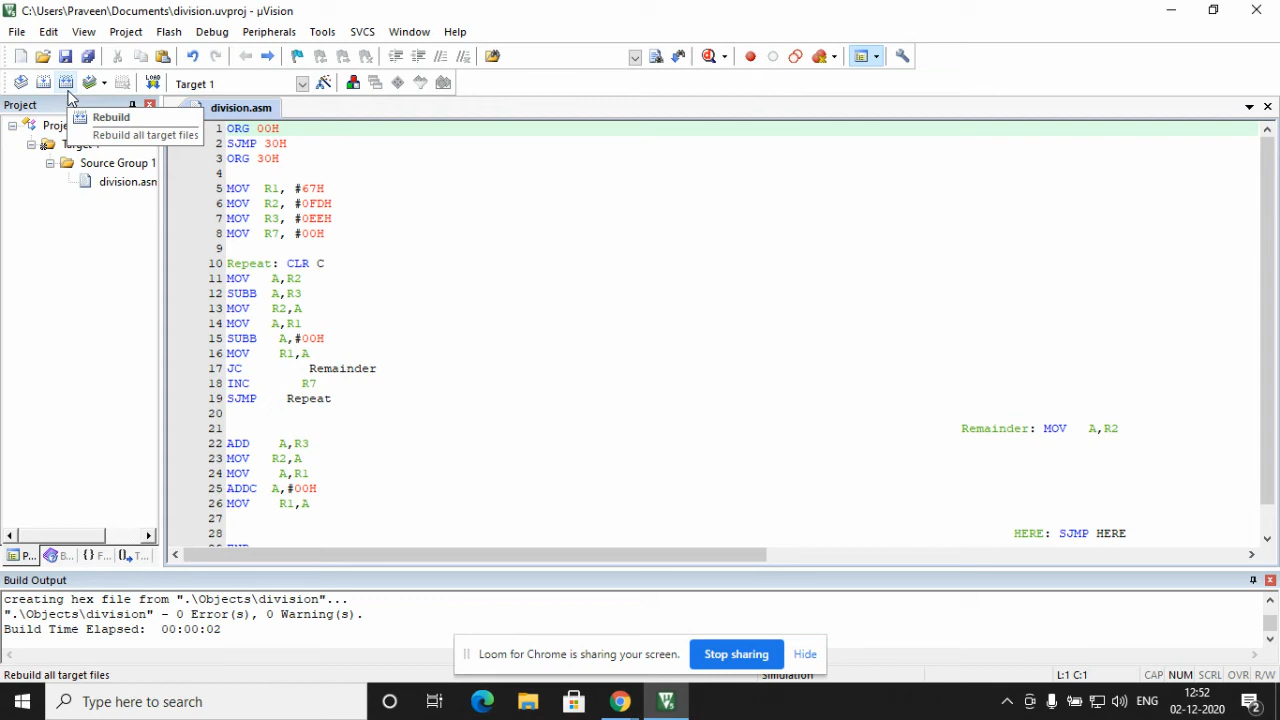 C:\Users\Praveen\Documents\division.uvproj - µVision
File Edit View Project Flash Debug Peripherals Tools SVCS Window Help
LOAD Target 1
Project
division.asm
Rebuild
Rebuild all target files
Proje
Target 1
Source Group 1
division.asn
1 ORG 00H
2 SJMP 30H
3 ORG 30H
4
5 MOV R1, #67H
6 MOV R2, #0FDH
7 MOV R3, #0EEH
8 MOV R7, #00H
9
10 Repeat: CLR C
11 MOV A,R2
12 SUBB A,R3
13 MOV R2,A
14 MOV A,R1
15 SUBB A,#00H
16 MOV R1,A
17 JC Remainder
18 INC R7
19 SJMP Repeat
20
21 Remainder: MOV A,R2
22 ADD A,R3
23 MOV R2,A
24 MOV A,R1
25 ADDC A,#00H
26 MOV R1,A
27
28 HERE: SJMP HERE
END
P... B... {} F... T...
Build Output
creating hex file from ".\Objects\division"...
".\Objects\division" - 0 Error(s), 0 Warning(s).
Build Time Elapsed: 00:00:02
Loom for Chrome is sharing your screen. Stop sharing Hide
Rebuild all target files Simulation L:1 C:1 CAP NUM SCRL OVR R/W
Type here to search
ENG
12:52
02-12-2020
2